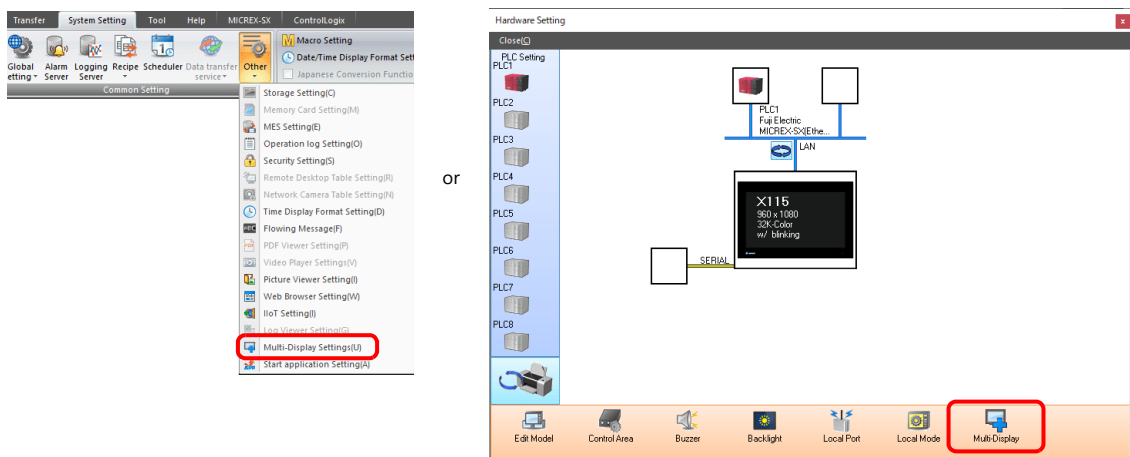 Transfer System Setting Tool Help MICREX-SX ControlLogix
Global
etting
Alarm
Server
Logging
Server
Recipe
Scheduler
Data transfer
service
Other
Macro Setting
Date/Time Display Format Set
Japanese Conversion Functio
Common Setting
Storage Setting(C)
Memory Card Setting(M)
MES Setting(E)
Operation log Setting(O)
Security Setting(S)
Remote Desktop Table Setting(R)
Network Camera Table Setting(N)
Time Display Format Setting(D)
Flowing Message(F)
PDF Viewer Setting(P)
Video Player Settings(V)
Picture Viewer Setting(I)
Web Browser Setting(W)
IIoT Setting(I)
Log Viewer Setting(G)
Multi-Display Settings(U)
Start application Setting(A)
or
Hardware Setting
x
Close(C)
PLC Setting
PLC1
PLC2
PLC3
PLC4
PLC5
PLC6
PLC7
PLC8
PLC1
Fuji Electric
MICREX-SX(Ethe...
LAN
X115
960 x 1080
32K-Color
w/ blinking
SERIAL
Edit Model
Control Area
Buzzer
Backlight
Local Port
Local Mode
Multi-Display